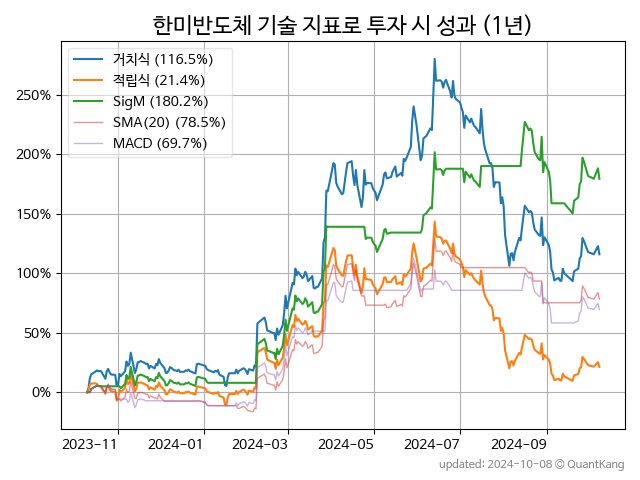 한미반도체 기술 지표로 투자 시 성과 (1년)
거치식 (116.5%)
적립식 (21.4%)
SigM (180.2%)
SMA(20) (78.5%)
MACD (69.7%)
250%
200%
150%
100%
50%
0%
2023-11 2024-01 2024-03 2024-05 2024-07 2024-09
updated: 2024-10-08 © QuantKang